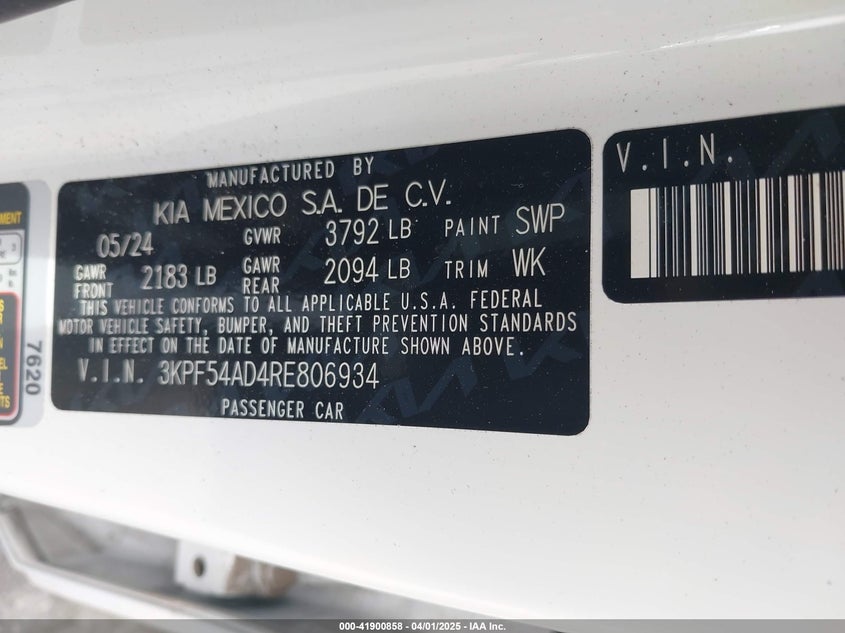 MANUFACTURED BY
KIA MEXICO S.A. DE C.V.
05/24 GVWR 3792 LB PAINT SWP
GAWR FRONT 2183 LB GAWR REAR 2094 LB TRIM WK
THIS VEHICLE CONFORMS TO ALL APPLICABLE U.S.A. FEDERAL
MOTOR VEHICLE SAFETY, BUMPER, AND THEFT PREVENTION STANDARDS
IN EFFECT ON THE DATE OF MANUFACTURE SHOWN ABOVE.
V.I.N. 3KPF54AD4RE806934
PASSENGER CAR
V.I.N.
7620
000-41900858 | 04/01/2025 - IAA Inc.